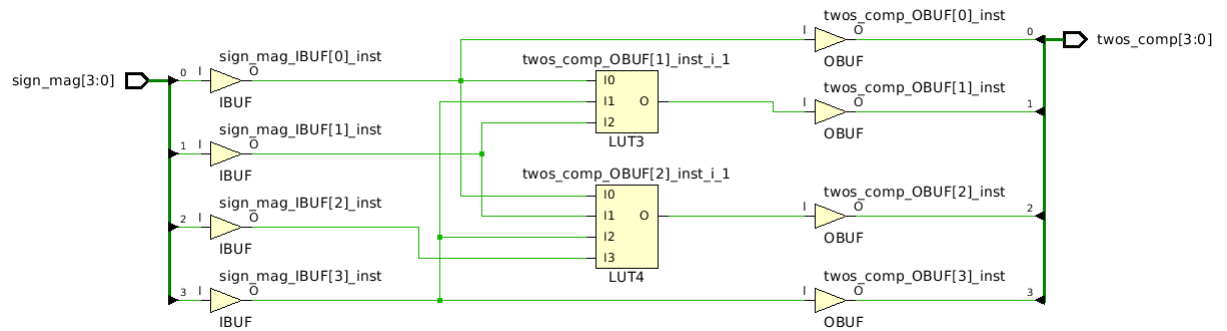 twos_comp_OBUF[0]_inst
I O 0 twos_comp[3:0]
OBUF
sign_mag_IBUF[0]_inst
sign_mag[3:0] 0 I O
IBUF
twos_comp_OBUF[1]_inst_i_1
I0
I1 O
I2
LUT3
twos_comp_OBUF[1]_inst
I O 1
OBUF
sign_mag_IBUF[1]_inst
1 I O
IBUF
twos_comp_OBUF[2]_inst_i_1
I0
I1 O
I2
I3
LUT4
twos_comp_OBUF[2]_inst
I O 2
OBUF
sign_mag_IBUF[2]_inst
2 I O
IBUF
sign_mag_IBUF[3]_inst
3 I O
IBUF
twos_comp_OBUF[3]_inst
I O 3
OBUF